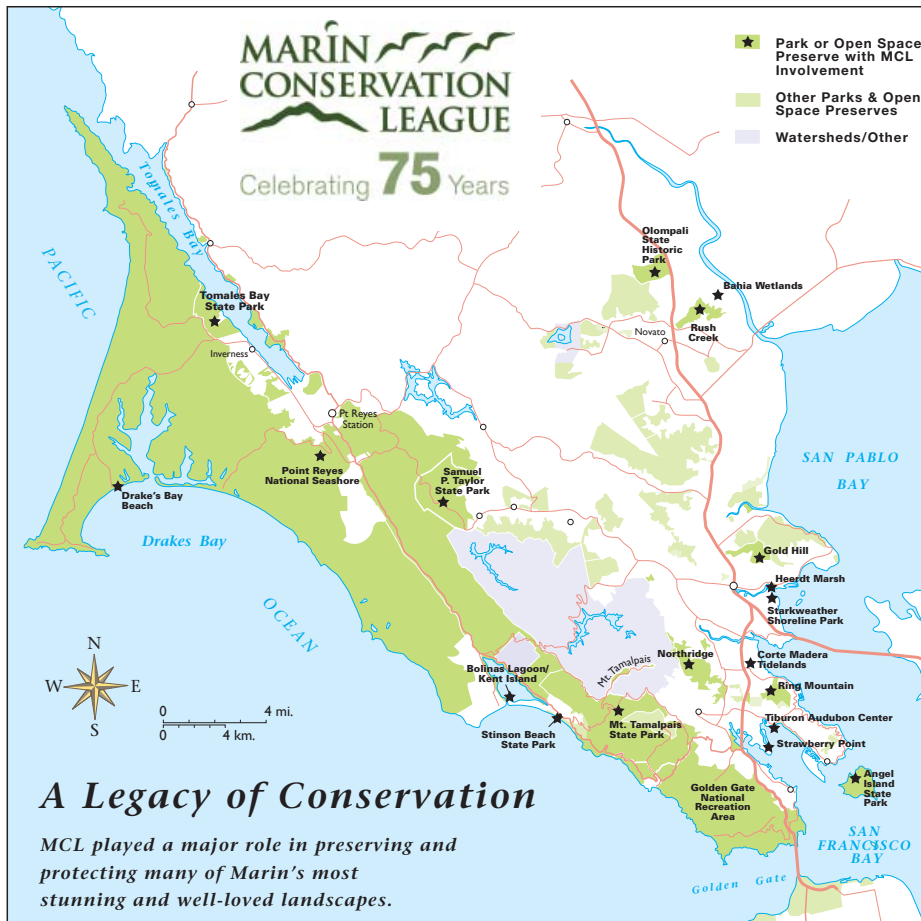 MARIN
CONSERVATION
LEAGUE
Celebrating 75 Years
Park or Open Space
Preserve with MCL
Involvement
Other Parks & Open
Space Preserves
Watersheds/Other
Tomales Bay
PACIFIC
Olompali
State
Historic
Park
Bahia Wetlands
Rush
Creek
Novato
Tomales Bay
State Park
Inverness
Pt Reyes
Station
Point Reyes
National Seashore
Samuel
P. Taylor
State Park
SAN PABLO
BAY
Drake's Bay
Beach
Drakes Bay
OCEAN
Gold Hill
Heerdt Marsh
Starkweather
Shoreline Park
Northridge
Corte Madera
Tidelands
Mt. Tamalpais
Ring Mountain
Bolinas Lagoon/
Kent Island
Tiburon Audubon Center
Mt. Tamalpais
State Park
Stinson Beach
State Park
Strawberry Point
Angel
Island
State
Park
Golden Gate
National
Recreation
Area
SAN
FRANCISCO
BAY
Golden Gate
N
W E
S
0 4 mi.
0 4 km.
A Legacy of Conservation
MCL played a major role in preserving and
protecting many of Marin's most
stunning and well-loved landscapes.